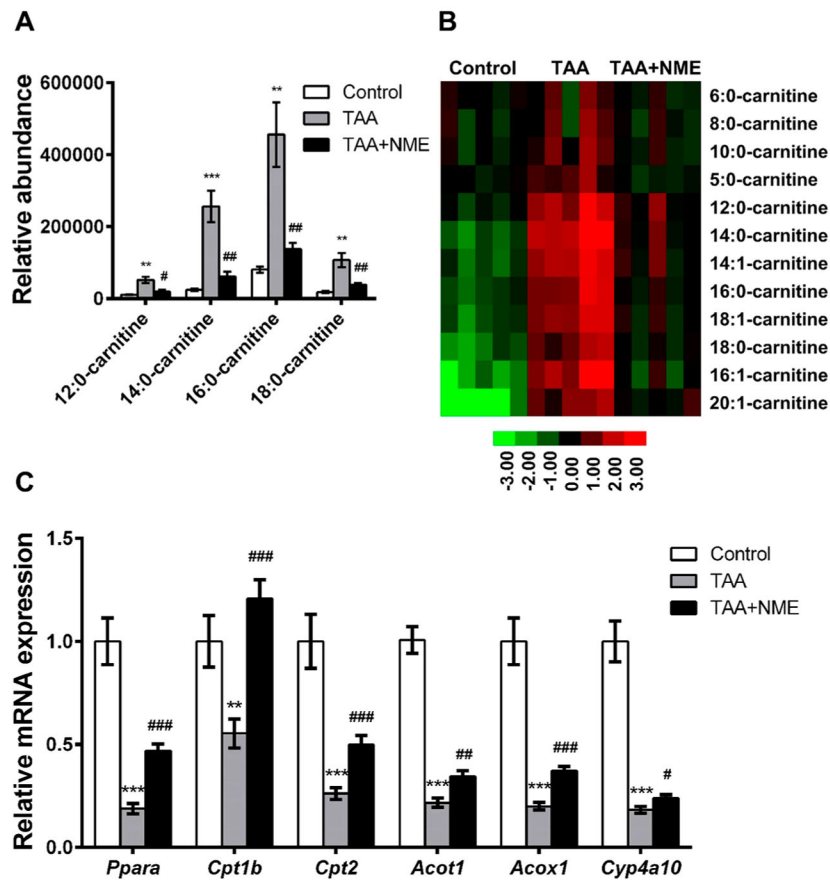 A
Relative abundance
600000
400000
200000
0
Control
TAA
TAA+NME
** # *** ## ** ## ** ##
12:0-carnitine
14:0-carnitine
16:0-carnitine
18:0-carnitine
B
Control TAA TAA+NME
6:0-carnitine
8:0-carnitine
10:0-carnitine
5:0-carnitine
12:0-carnitine
14:0-carnitine
14:1-carnitine
16:0-carnitine
18:1-carnitine
18:0-carnitine
16:1-carnitine
20:1-carnitine
-3.00 -2.00 -1.00 0.00 1.00 2.00 3.00
C
Relative mRNA expression
1.5
1.0
0.5
0.0
Control
TAA
TAA+NME
*** ### ** ### *** ### *** ## *** ### *** #
Ppara Cpt1b Cpt2 Acot1 Acox1 Cyp4a10